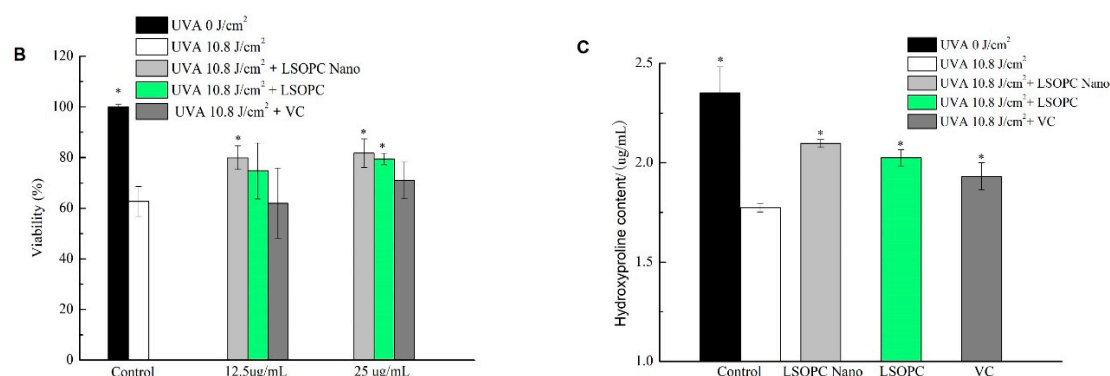 B
UVA 0 J/cm²
UVA 10.8 J/cm²
UVA 10.8 J/cm² + LSOPC Nano
UVA 10.8 J/cm² + LSOPC
UVA 10.8 J/cm² + VC
Viability (%)
120
100
80
60
40
20
0
*
*
*
*
Control
12.5ug/mL
25 ug/mL
C
UVA 0 J/cm²
UVA 10.8 J/cm²
UVA 10.8 J/cm²+ LSOPC Nano
UVA 10.8 J/cm²+ LSOPC
UVA 10.8 J/cm²+ VC
Hydroxyproline content/ (ug/mL)
2.5
2.0
1.5
1.0
*
*
*
*
Control
LSOPC Nano
LSOPC
VC